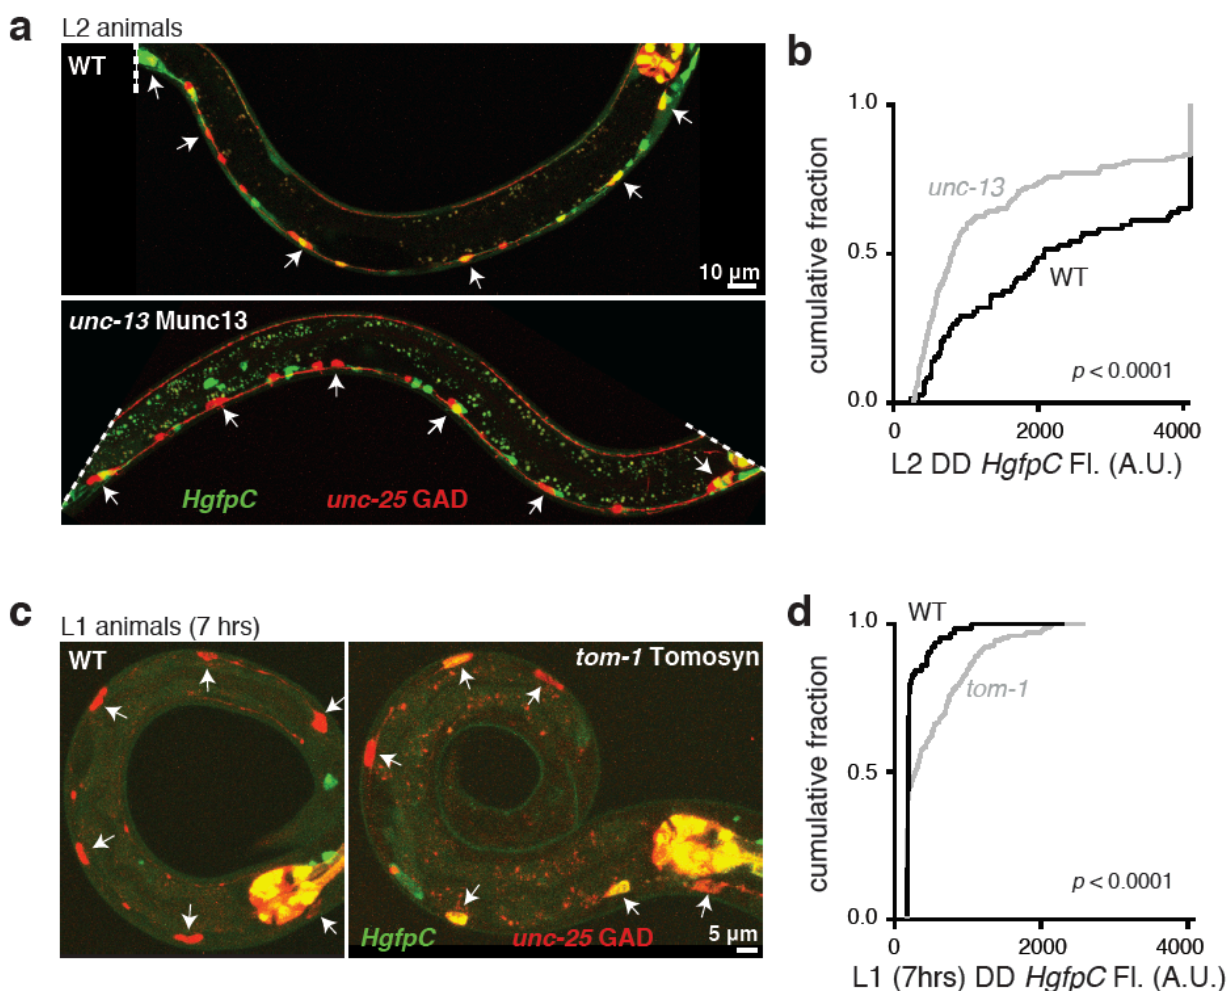 a
L2 animals
WT
10 µm
unc-13 Munc13
HgfpC
unc-25 GAD
b
1.0
0.5
0.0
cumulative fraction
unc-13
WT
p < 0.0001
0
2000
4000
L2 DD HgfpC Fl. (A.U.)
c
L1 animals (7 hrs)
WT
tom-1 Tomosyn
HgfpC
unc-25 GAD
5 µm
d
1.0
0.5
0.0
cumulative fraction
WT
tom-1
p < 0.0001
0
2000
4000
L1 (7hrs) DD HgfpC Fl. (A.U.)